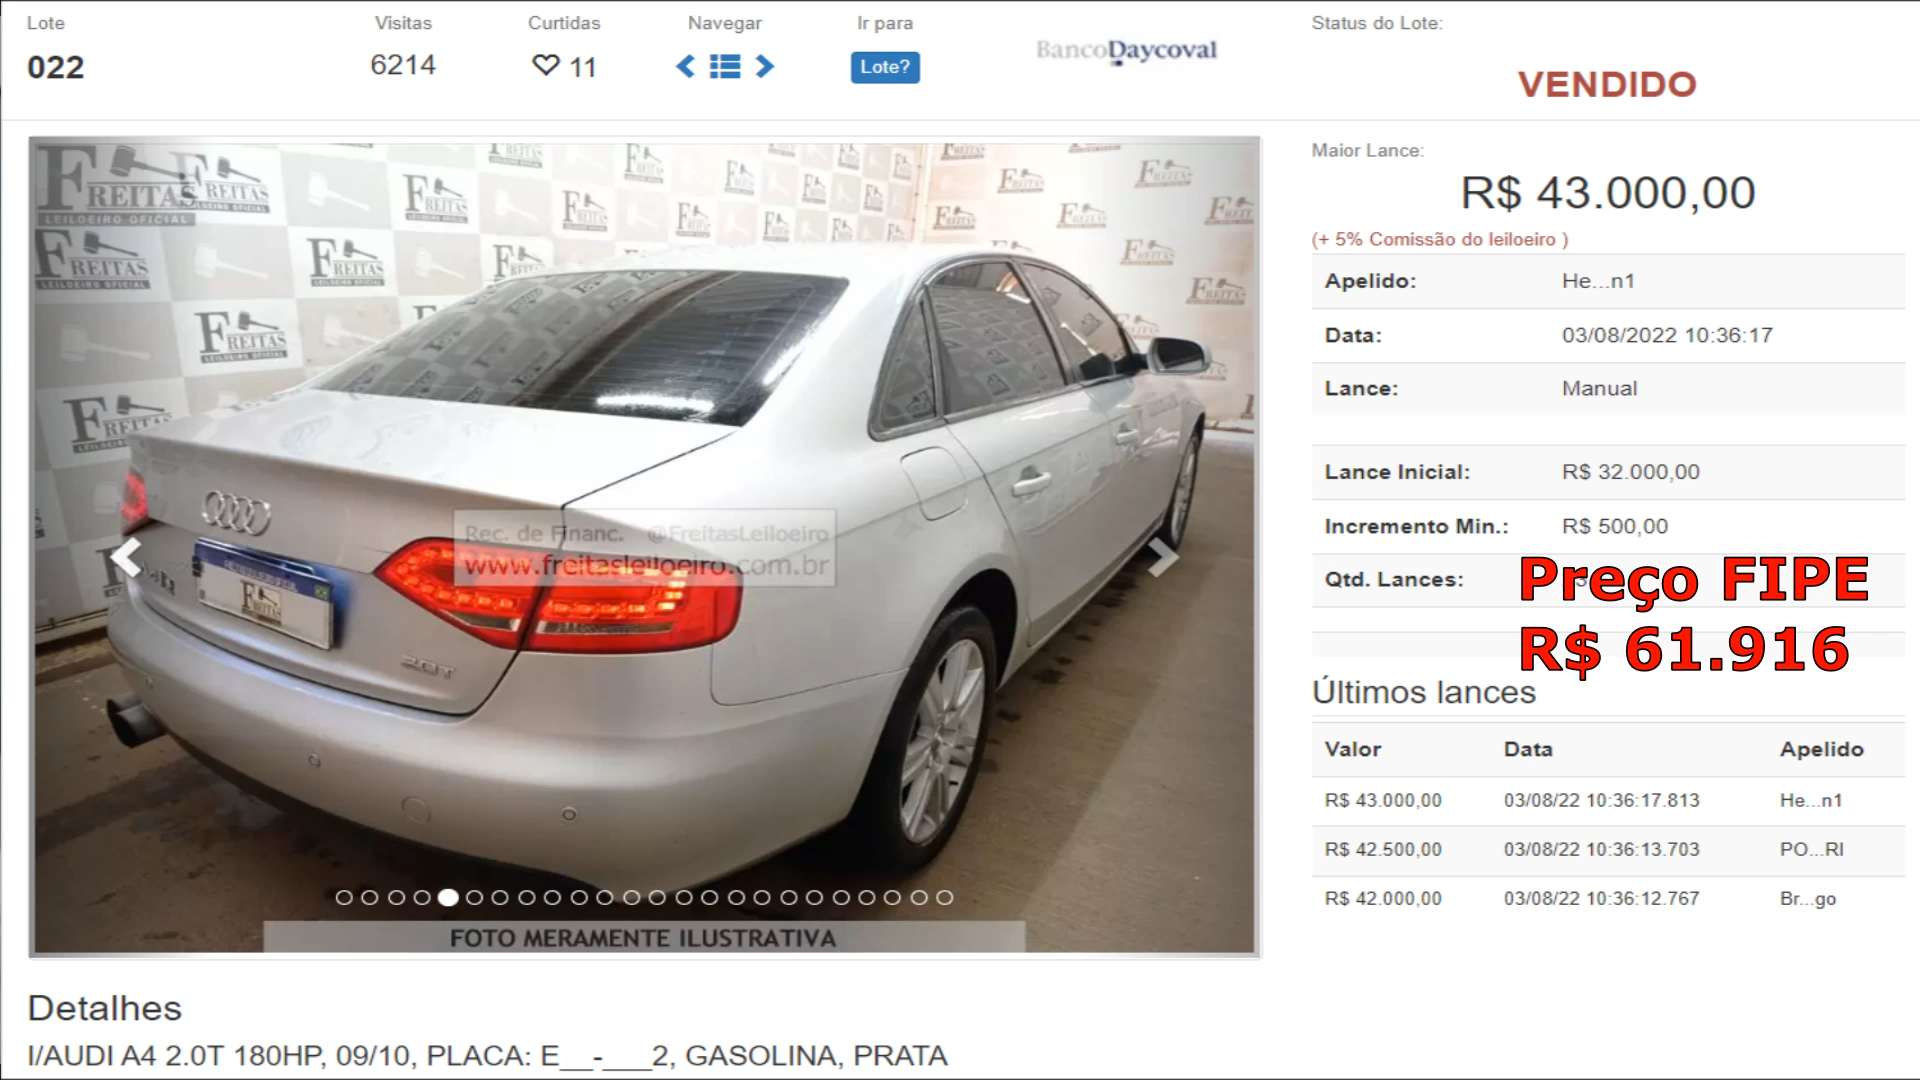 Lote
Visitas
Curtidas
Navegar
Ir para
Status do Lote:
022
6214
11
Lote?
BancoDaycoval
VENDIDO
FREITAS
LEILOEIRO OFICIAL
Rec. de Financ. @FreitasLeiloeiro
www.freitasleiloeiro.com.br
FREITAS
2.0T
FOTO MERAMENTE ILUSTRATIVA
Maior Lance:
R$ 43.000,00
(+ 5% Comissão do leiloeiro )
Apelido: He...n1
Data: 03/08/2022 10:36:17
Lance: Manual
Lance Inicial: R$ 32.000,00
Incremento Min.: R$ 500,00
Qtd. Lances:
Preço FIPE
R$ 61.916
Últimos lances
Valor Data Apelido
R$ 43.000,00 03/08/22 10:36:17.813 He...n1
R$ 42.500,00 03/08/22 10:36:13.703 PO...RI
R$ 42.000,00 03/08/22 10:36:12.767 Br...go
Detalhes
I/AUDI A4 2.0T 180HP, 09/10, PLACA: E__-___2, GASOLINA, PRATA